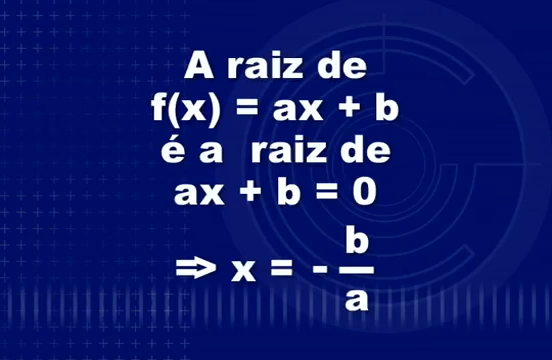 A raiz de
f(x) = ax + b
é a raiz de
ax + b = 0
⇒ x = - b/a